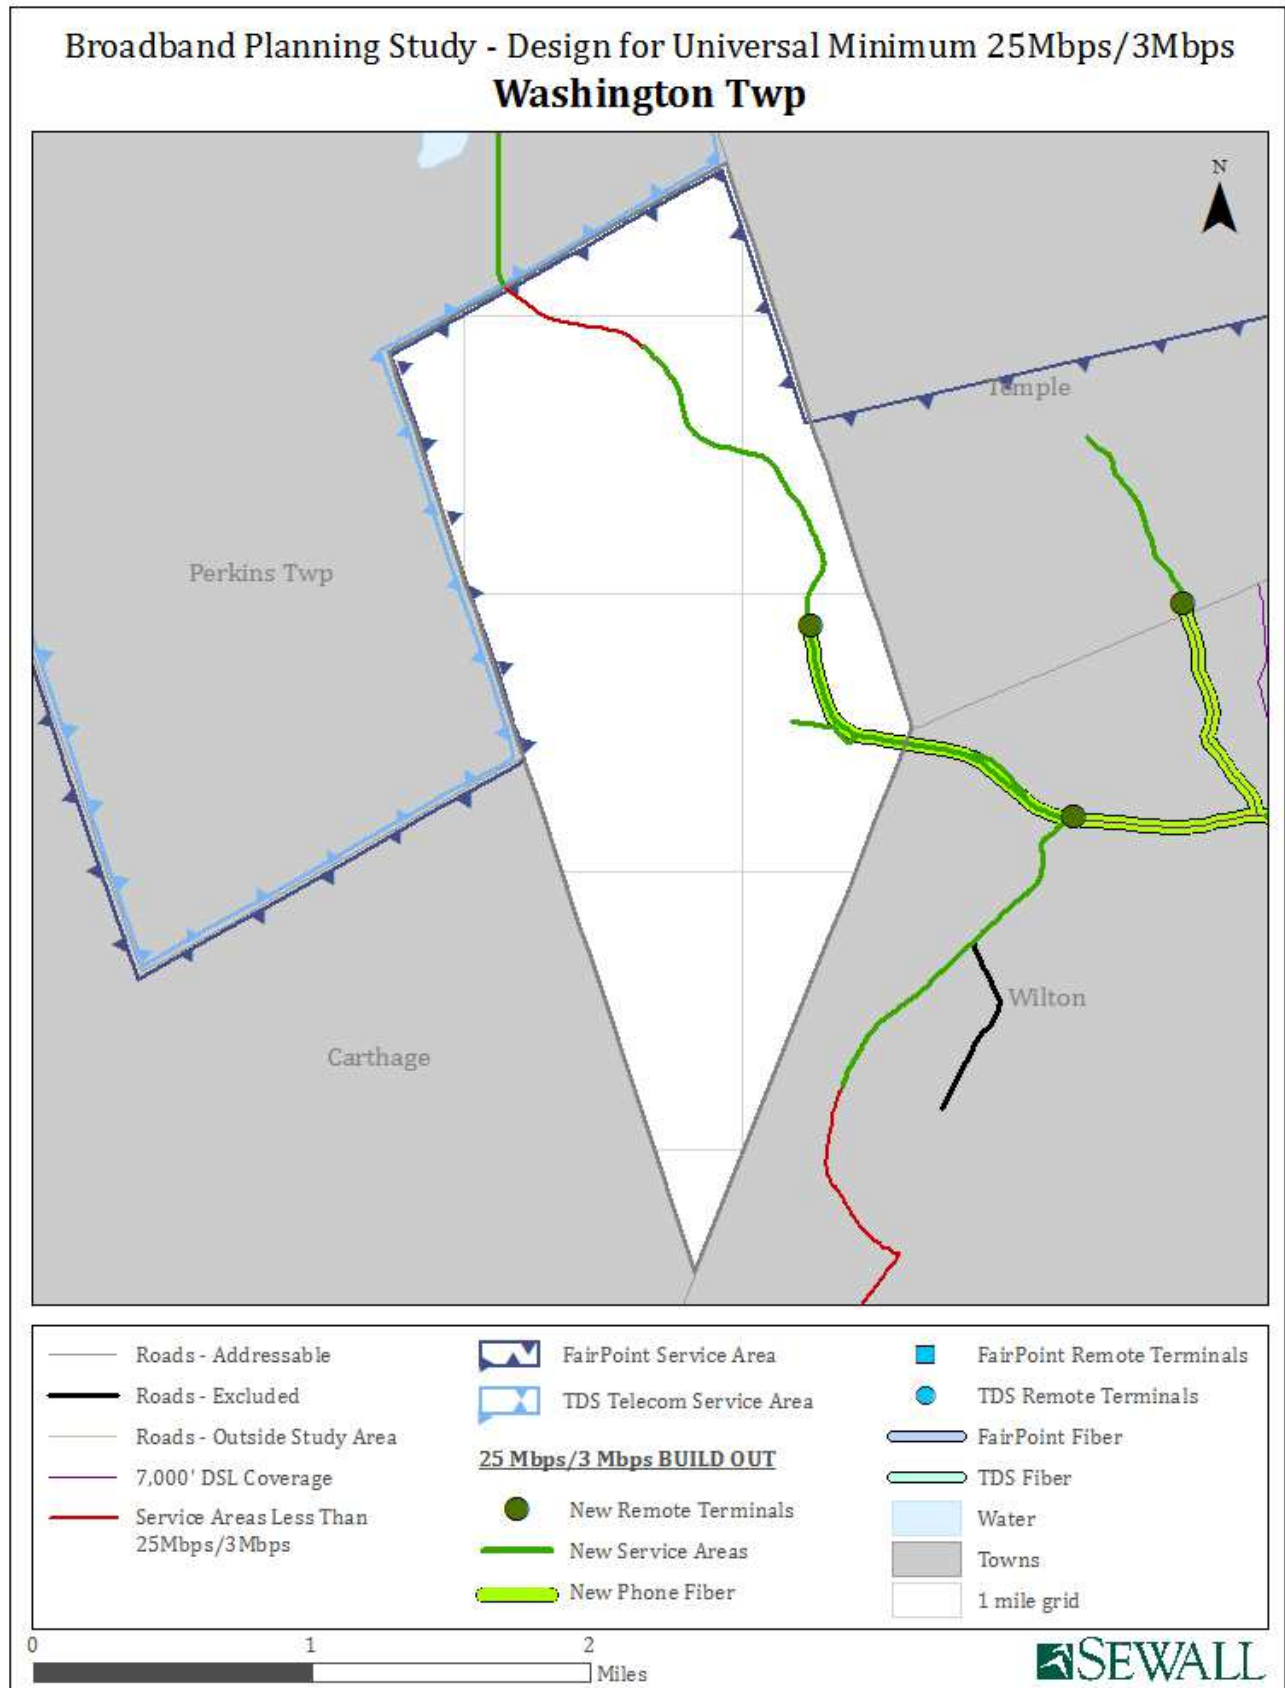 Broadband Planning Study - Design for Universal Minimum 25Mbps/3Mbps
Washington Twp
N
Temple
Perkins Twp
Wilton
Carthage
Roads - Addressable
Roads - Excluded
Roads - Outside Study Area
7,000' DSL Coverage
Service Areas Less Than
25Mbps/3Mbps
FairPoint Service Area
TDS Telecom Service Area
25 Mbps/3 Mbps BUILD OUT
New Remote Terminals
New Service Areas
New Phone Fiber
FairPoint Remote Terminals
TDS Remote Terminals
FairPoint Fiber
TDS Fiber
Water
Towns
1 mile grid
0 1 2
Miles
SEWALL